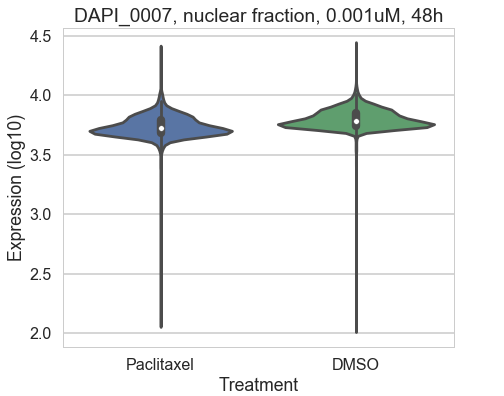 DAPI_0007, nuclear fraction, 0.001uM, 48h
4.5
4.0
3.5
3.0
2.5
2.0
Expression (log10)
Paclitaxel
DMSO
Treatment